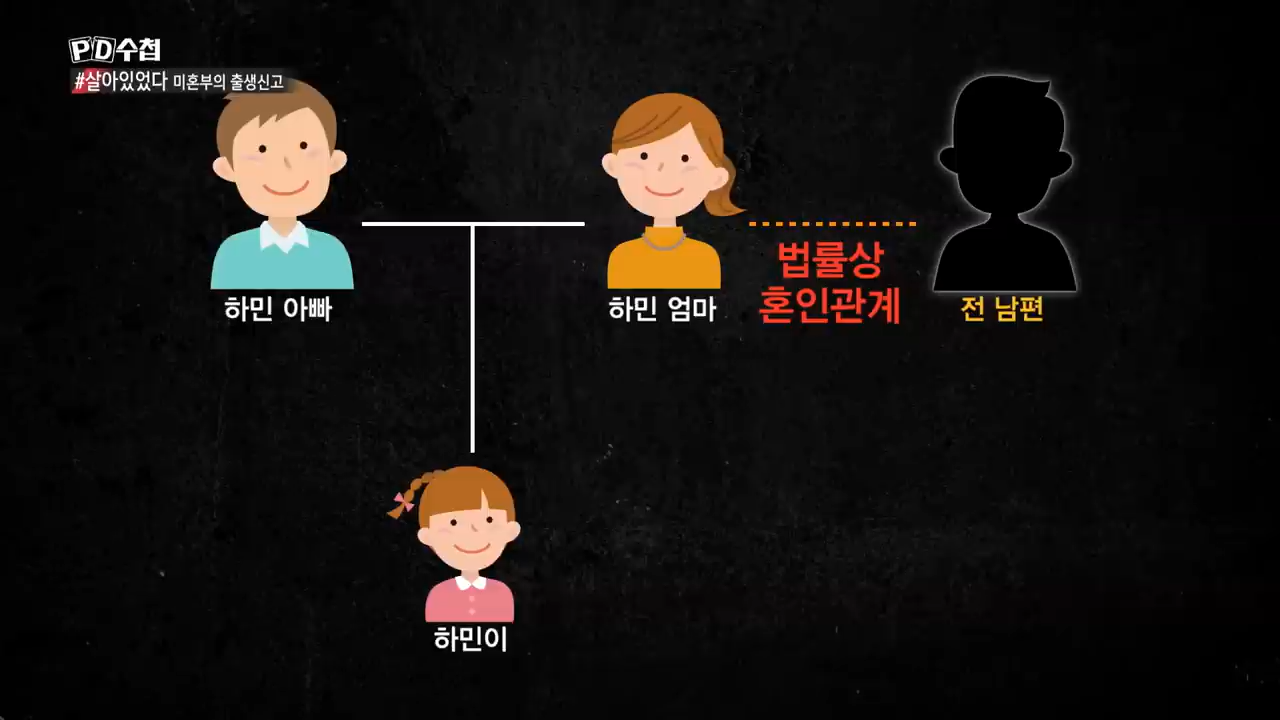 PD수첩
#살아있었다 미혼부의 출생신고
법률상
혼인관계
하민 아빠
하민 엄마
전 남편
하민이